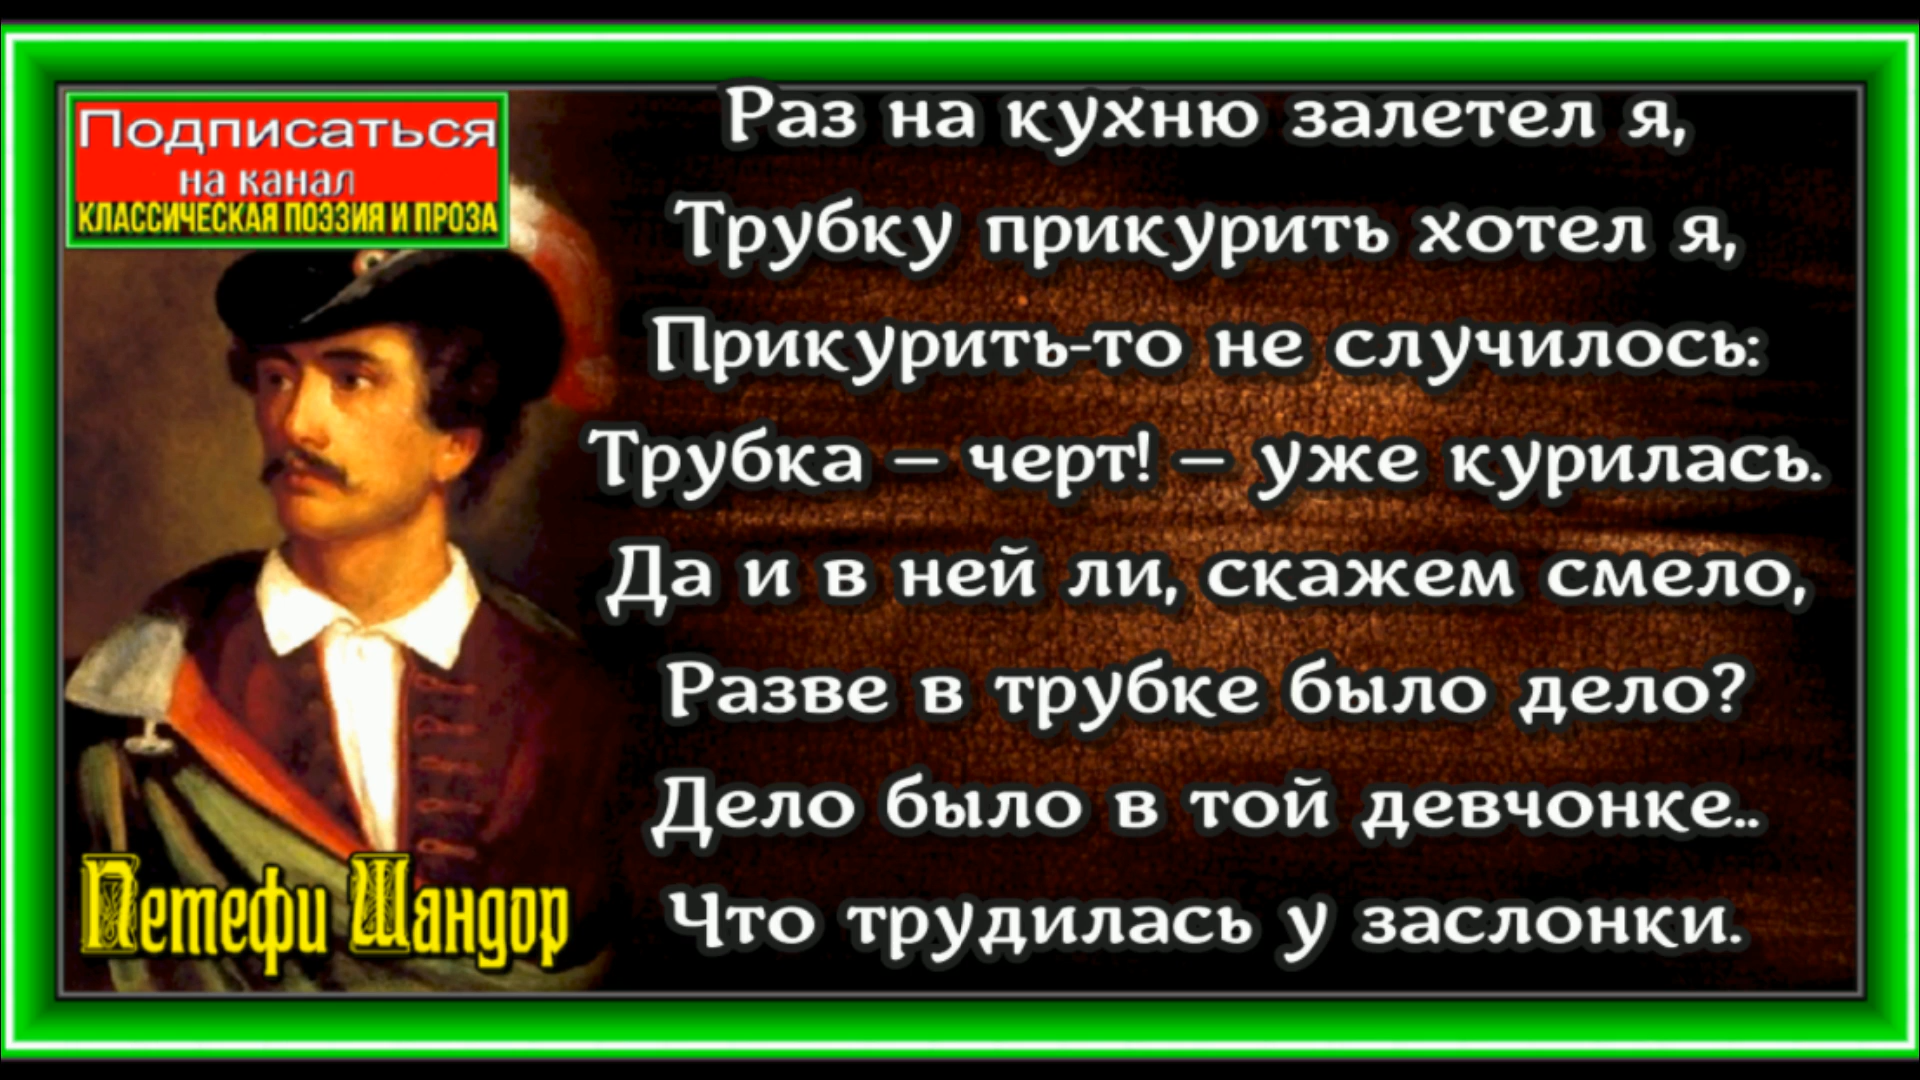 Подписаться
на канал
КЛАССИЧЕСКАЯ ПОЭЗИЯ И ПРОЗА
Раз на кухню залетел я,
Трубку прикурить хотел я,
Прикурить-то не случилось:
Трубка – черт! – уже курилась.
Да и в ней ли, скажем смело,
Разве в трубке было дело?
Дело было в той девчонке..
Что трудилась у заслонки.
Петефи Шандор